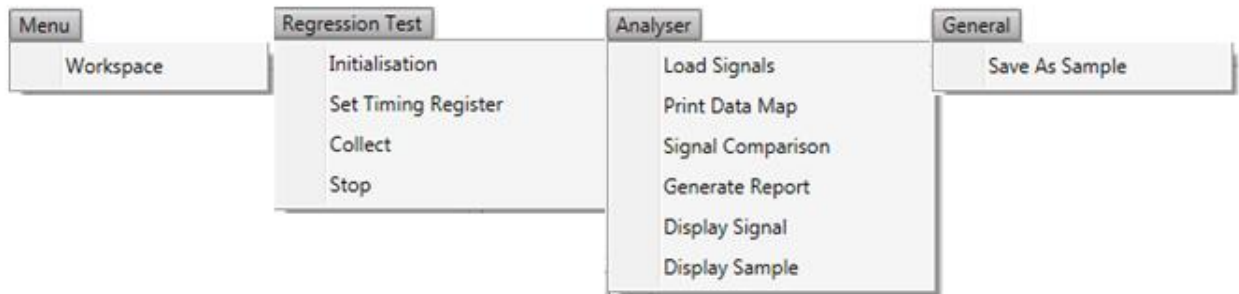 Menu
Workspace
Regression Test
Initialisation
Set Timing Register
Collect
Stop
Analyser
Load Signals
Print Data Map
Signal Comparison
Generate Report
Display Signal
Display Sample
General
Save As Sample